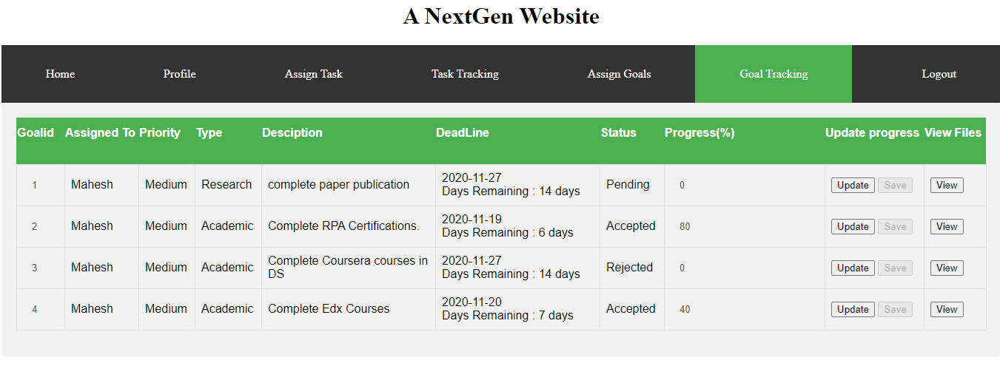 A NextGen Website
Home Profile Assign Task Task Tracking Assign Goals Goal Tracking Logout
Goalid Assigned To Priority Type Desciption DeadLine Status Progress(%) Update progress View Files
1 Mahesh Medium Research complete paper publication 2020-11-27 Pending 0 Update Save View
Days Remaining : 14 days
2 Mahesh Medium Academic Complete RPA Certifications. 2020-11-19 Accepted 80 Update Save View
Days Remaining : 6 days
3 Mahesh Medium Academic Complete Coursera courses in 2020-11-27 Rejected 0 Update Save View
DS Days Remaining : 14 days
4 Mahesh Medium Academic Complete Edx Courses 2020-11-20 Accepted 40 Update Save View
Days Remaining : 7 days